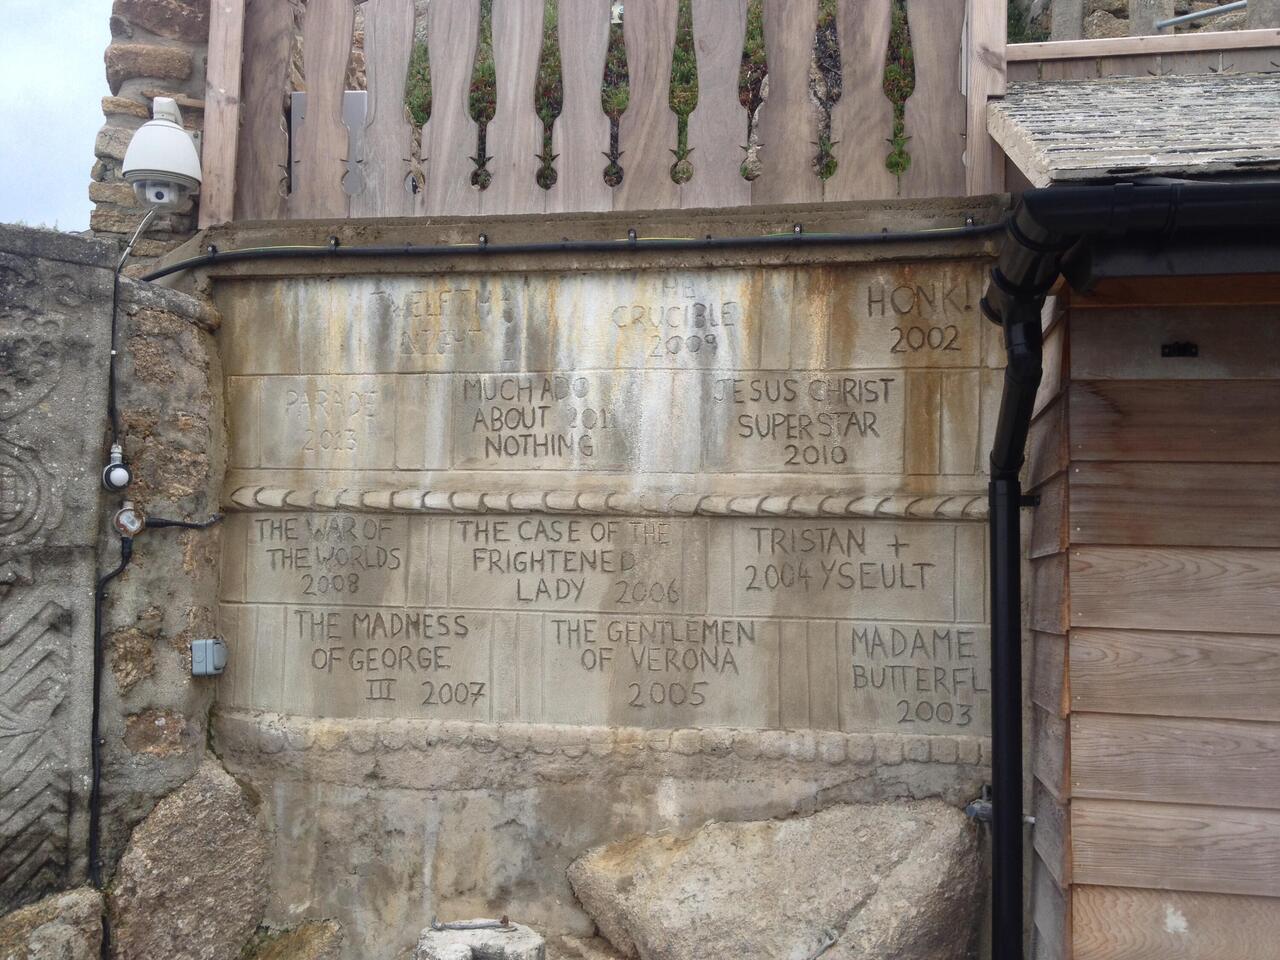 TWELFTH
NIGHT
THE
CRUCIBLE
2009
HONK!
2002
PARADE
2013
MUCH ADO
ABOUT 2011
NOTHING
JESUS CHRIST
SUPERSTAR
2010
THE WAR OF
THE WORLDS
2008
THE CASE OF THE
FRIGHTENED
LADY 2006
TRISTAN +
2004 YSEULT
THE MADNESS
OF GEORGE
III 2007
THE GENTLEMEN
OF VERONA
2005
MADAME
BUTTERFL
2003